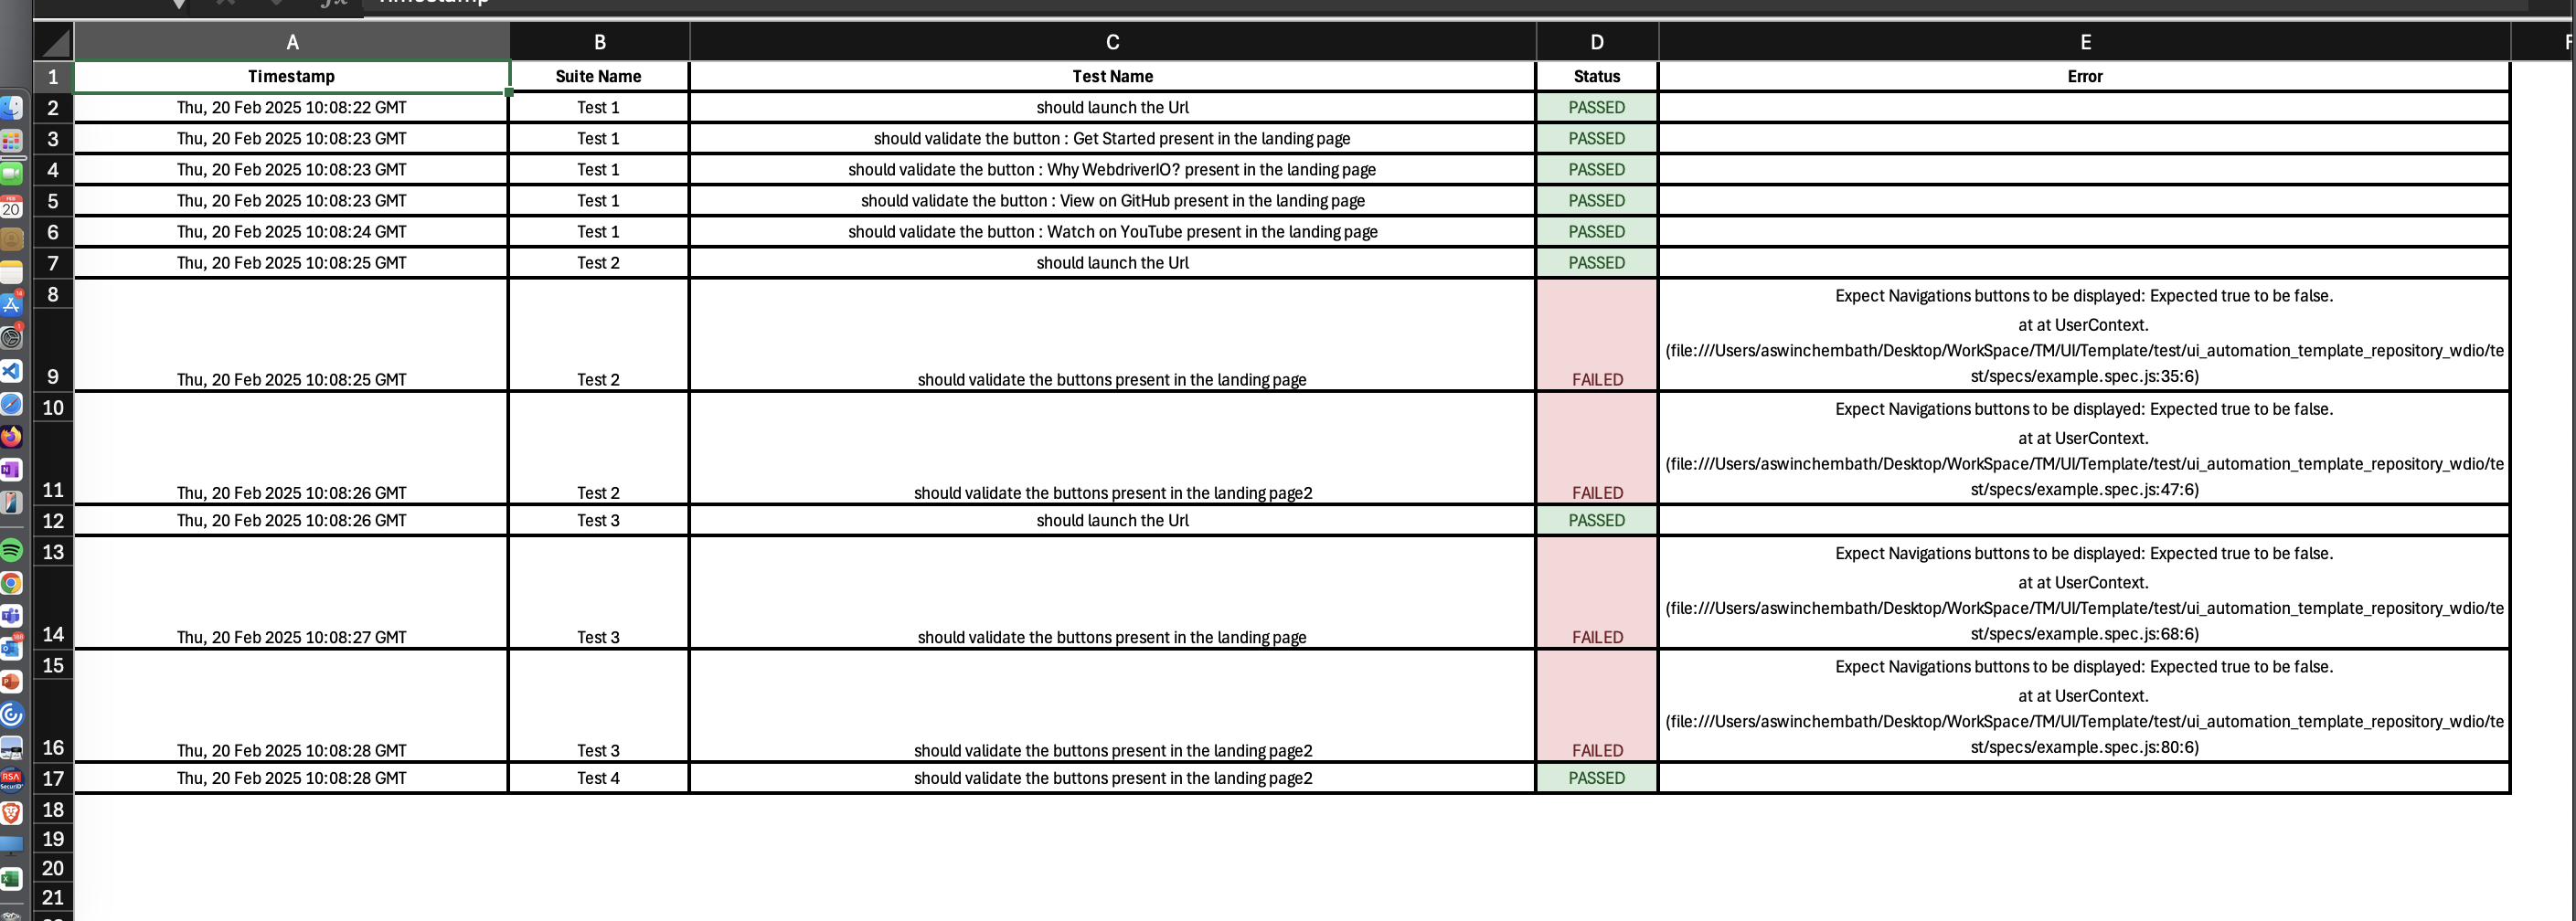 fx Timestamp
A B C D E F
1 Timestamp Suite Name Test Name Status Error
2 Thu, 20 Feb 2025 10:08:22 GMT Test 1 should launch the Url PASSED
3 Thu, 20 Feb 2025 10:08:23 GMT Test 1 should validate the button : Get Started present in the landing page PASSED
4 Thu, 20 Feb 2025 10:08:23 GMT Test 1 should validate the button : Why WebdriverIO? present in the landing page PASSED
5 Thu, 20 Feb 2025 10:08:23 GMT Test 1 should validate the button : View on GitHub present in the landing page PASSED
6 Thu, 20 Feb 2025 10:08:24 GMT Test 1 should validate the button : Watch on YouTube present in the landing page PASSED
7 Thu, 20 Feb 2025 10:08:25 GMT Test 2 should launch the Url PASSED
8 Expect Navigations buttons to be displayed: Expected true to be false.
at at UserContext.
(file:///Users/aswinchembath/Desktop/WorkSpace/TM/UI/Template/test/ui_automation_template_repository_wdio/te
9 Thu, 20 Feb 2025 10:08:25 GMT Test 2 should validate the buttons present in the landing page FAILED st/specs/example.spec.js:35:6)
10 Expect Navigations buttons to be displayed: Expected true to be false.
at at UserContext.
(file:///Users/aswinchembath/Desktop/WorkSpace/TM/UI/Template/test/ui_automation_template_repository_wdio/te
11 Thu, 20 Feb 2025 10:08:26 GMT Test 2 should validate the buttons present in the landing page2 FAILED st/specs/example.spec.js:47:6)
12 Thu, 20 Feb 2025 10:08:26 GMT Test 3 should launch the Url PASSED
13 Expect Navigations buttons to be displayed: Expected true to be false.
at at UserContext.
(file:///Users/aswinchembath/Desktop/WorkSpace/TM/UI/Template/test/ui_automation_template_repository_wdio/te
14 Thu, 20 Feb 2025 10:08:27 GMT Test 3 should validate the buttons present in the landing page FAILED st/specs/example.spec.js:68:6)
15 Expect Navigations buttons to be displayed: Expected true to be false.
at at UserContext.
(file:///Users/aswinchembath/Desktop/WorkSpace/TM/UI/Template/test/ui_automation_template_repository_wdio/te
16 Thu, 20 Feb 2025 10:08:28 GMT Test 3 should validate the buttons present in the landing page2 FAILED st/specs/example.spec.js:80:6)
17 Thu, 20 Feb 2025 10:08:28 GMT Test 4 should validate the buttons present in the landing page2 PASSED
18
19
20
21
FEB
20
RSA
SecurID